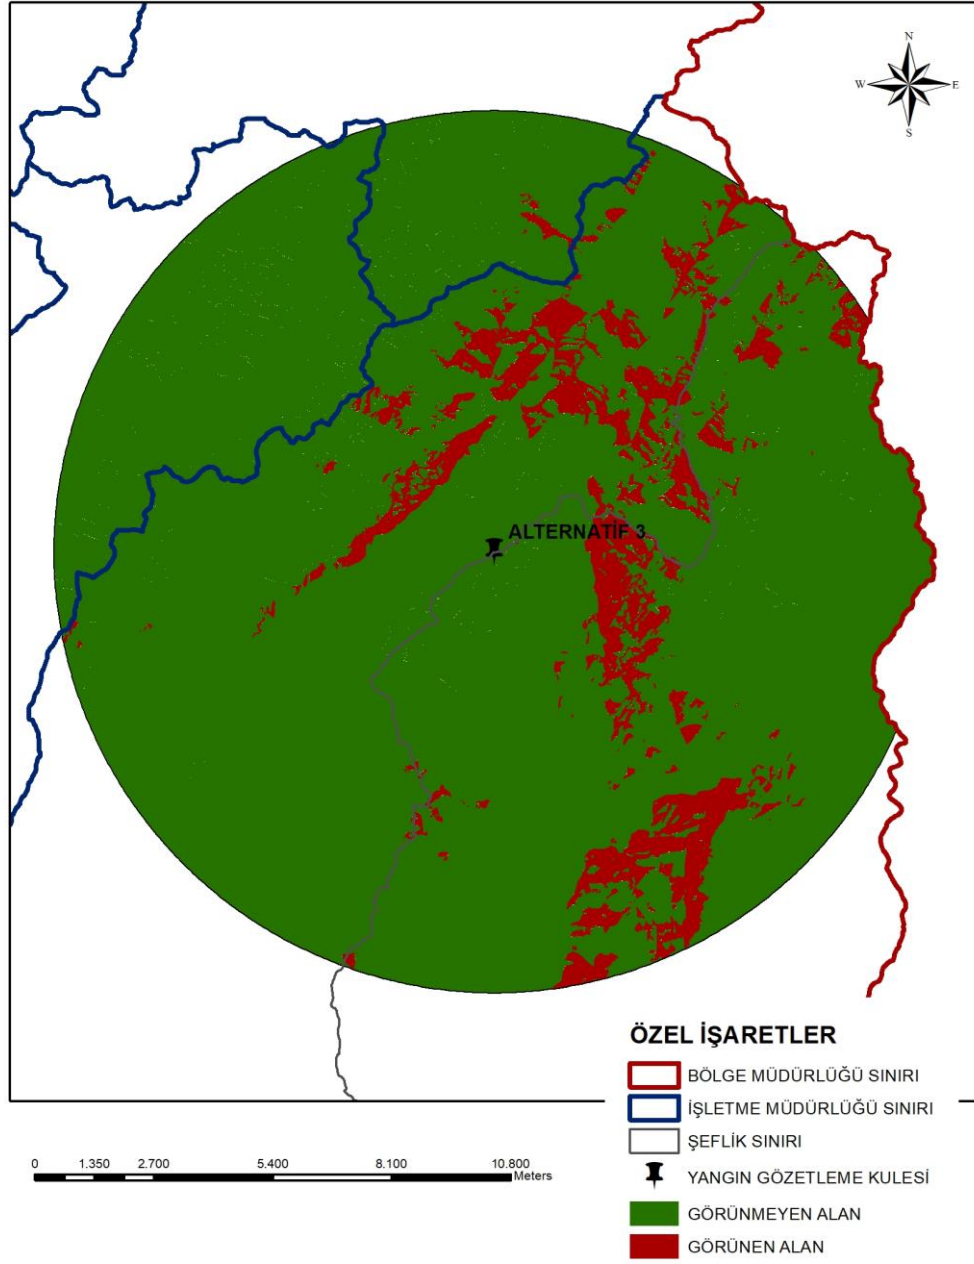 N
W E
S
ALTERNATİF 3
ÖZEL İŞARETLER
BÖLGE MÜDÜRLÜĞÜ SINIRI
İŞLETME MÜDÜRLÜĞÜ SINIRI
ŞEFLİK SINIRI
YANGIN GÖZETLEME KULESİ
GÖRÜNMEYEN ALAN
GÖRÜNEN ALAN
0 1.350 2.700 5.400 8.100 10.800
Meters